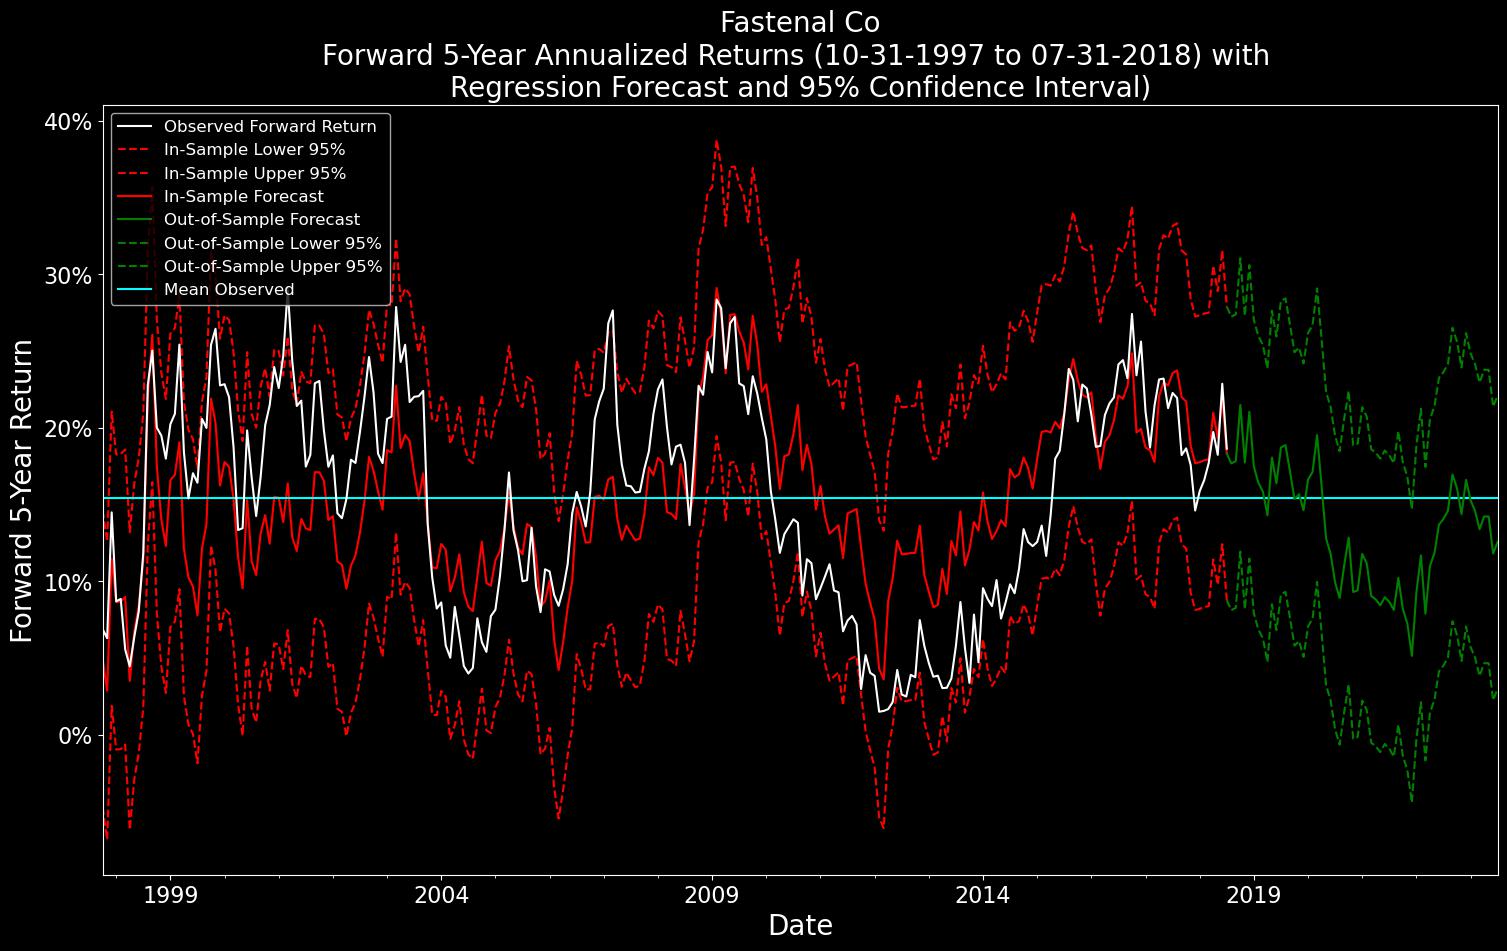 Fastenal Co
Forward 5-Year Annualized Returns (10-31-1997 to 07-31-2018) with
Regression Forecast and 95% Confidence Interval)
Observed Forward Return
In-Sample Lower 95%
In-Sample Upper 95%
In-Sample Forecast
Out-of-Sample Forecast
Out-of-Sample Lower 95%
Out-of-Sample Upper 95%
Mean Observed
Forward 5-Year Return
40%
30%
20%
10%
0%
1999
2004
2009
2014
2019
Date